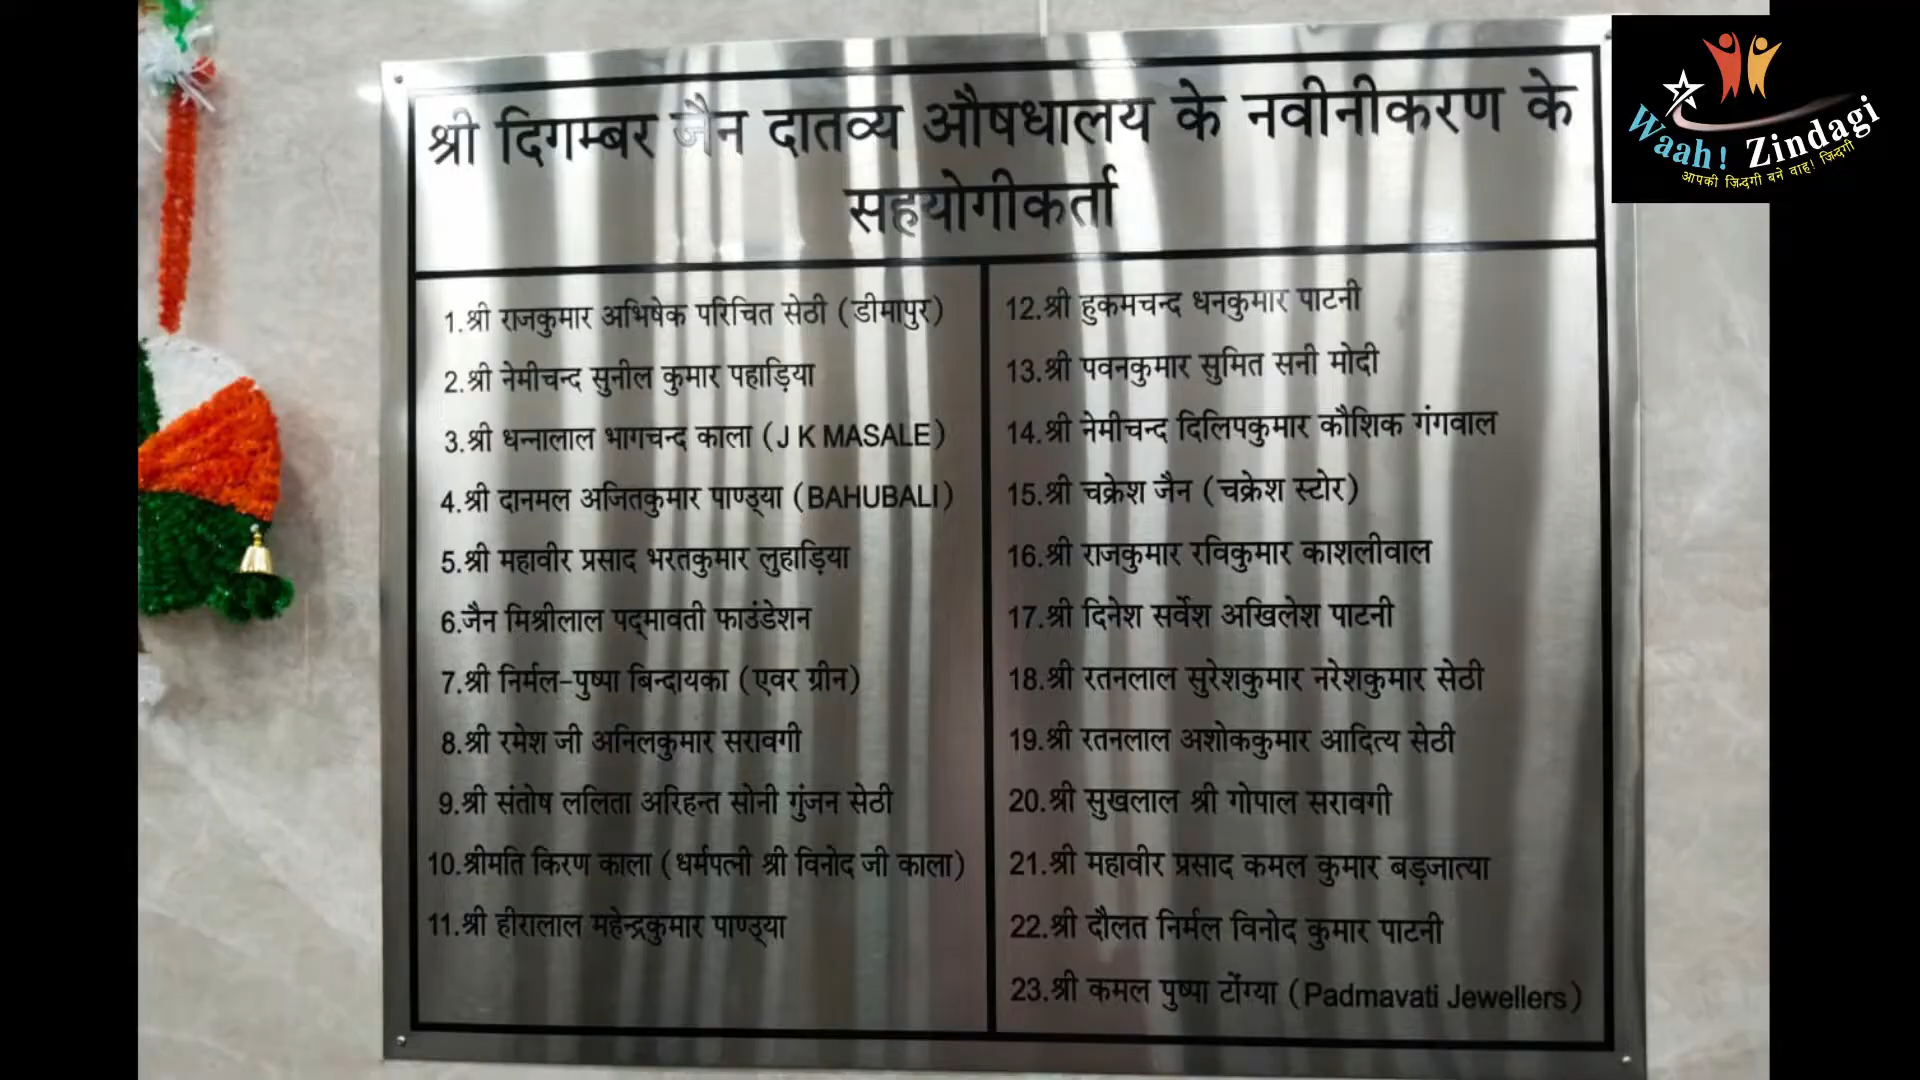 श्री दिगम्बर जैन दातव्य औषधालय के नवीनीकरण के
सहयोगीकर्ता
1.श्री राजकुमार अभिषेक परिचित सेठी (डीमापुर)
2.श्री नेमीचन्द सुनील कुमार पहाड़िया
3.श्री धन्नालाल भागचन्द काला (J K MASALE)
4.श्री दानमल अजितकुमार पाण्ड्या (BAHUBALI)
5.श्री महावीर प्रसाद भरतकुमार लुहाड़िया
6.जैन मिश्रीलाल पद्मावती फाउंडेशन
7.श्री निर्मल-पुष्पा बिन्दायका (एवर ग्रीन)
8.श्री रमेश जी अनिलकुमार सरावगी
9.श्री संतोष ललिता अरिहन्त सोनी गुंजन सेठी
10.श्रीमति किरण काला (धर्मपत्नी श्री विनोद जी काला)
11.श्री हीरालाल महेन्द्रकुमार पाण्ड्या
12.श्री हुकमचन्द धनकुमार पाटनी
13.श्री पवनकुमार सुमित सनी मोदी
14.श्री नेमीचन्द दिलिपकुमार कौशिक गंगवाल
15.श्री चक्रेश जैन (चक्रेश स्टोर)
16.श्री राजकुमार रविकुमार काशलीवाल
17.श्री दिनेश सर्वेश अखिलेश पाटनी
18.श्री रतनलाल सुरेशकुमार नरेशकुमार सेठी
19.श्री रतनलाल अशोककुमार आदित्य सेठी
20.श्री सुखलाल श्री गोपाल सरावगी
21.श्री महावीर प्रसाद कमल कुमार बड़जात्या
22.श्री दौलत निर्मल विनोद कुमार पाटनी
23.श्री कमल पुष्पा टोंग्या (Padmavati Jewellers)
Waah! Zindagi
आपकी ज़िन्दगी बने वाह! ज़िन्दगी